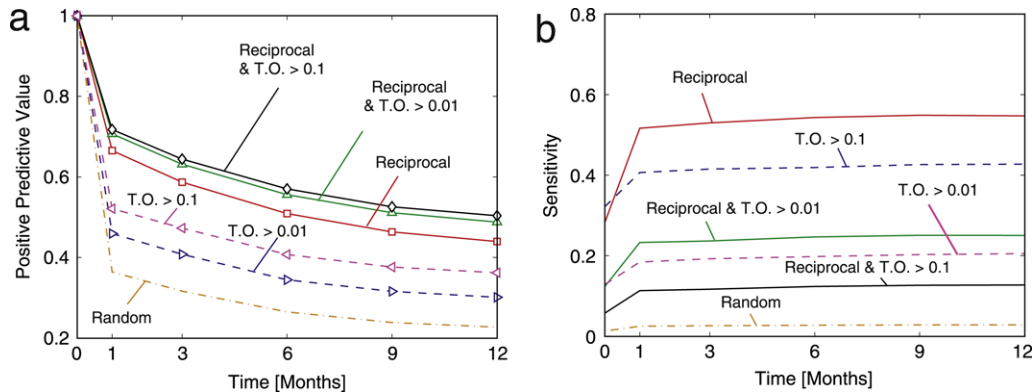 a
Positive Predictive Value
1
0.8
0.6
0.4
0.2
Reciprocal
& T.O. > 0.1
Reciprocal
& T.O. > 0.01
Reciprocal
T.O. > 0.1
T.O. > 0.01
Random
0 1 3 6 9 12
Time [Months]
b
Sensitivity
0.8
0.6
0.4
0.2
0
Reciprocal
T.O. > 0.1
T.O. > 0.01
Reciprocal & T.O. > 0.01
Reciprocal & T.O. > 0.1
Random
0 1 3 6 9 12
Time [Months]